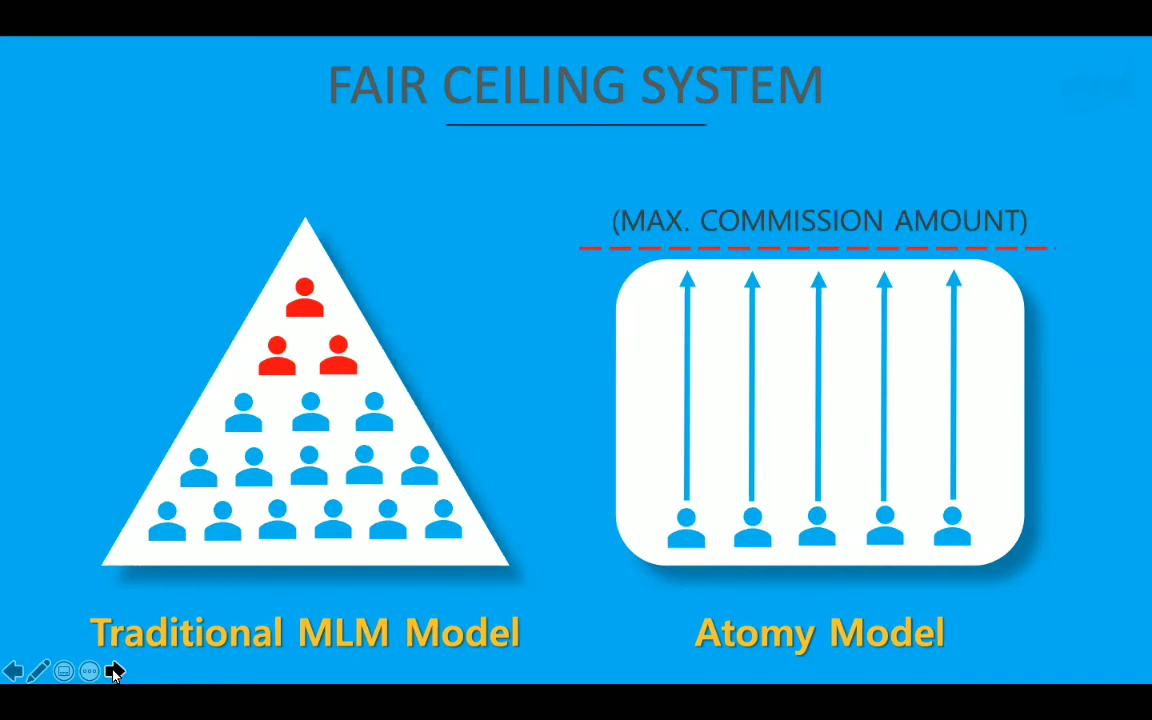 FAIR CEILING SYSTEM
(MAX. COMMISSION AMOUNT)
Traditional MLM Model
Atomy Model